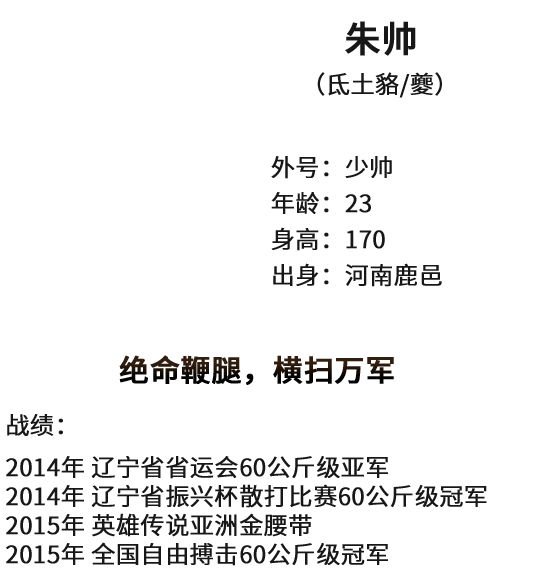 朱帅
（氐土貉/夔）
外号：少帅
年龄：23
身高：170
出身：河南鹿邑
绝命鞭腿，横扫万军
战绩：
2014年 辽宁省省运会60公斤级亚军
2014年 辽宁省振兴杯散打比赛60公斤级冠军
2015年 英雄传说亚洲金腰带
2015年 全国自由搏击60公斤级冠军